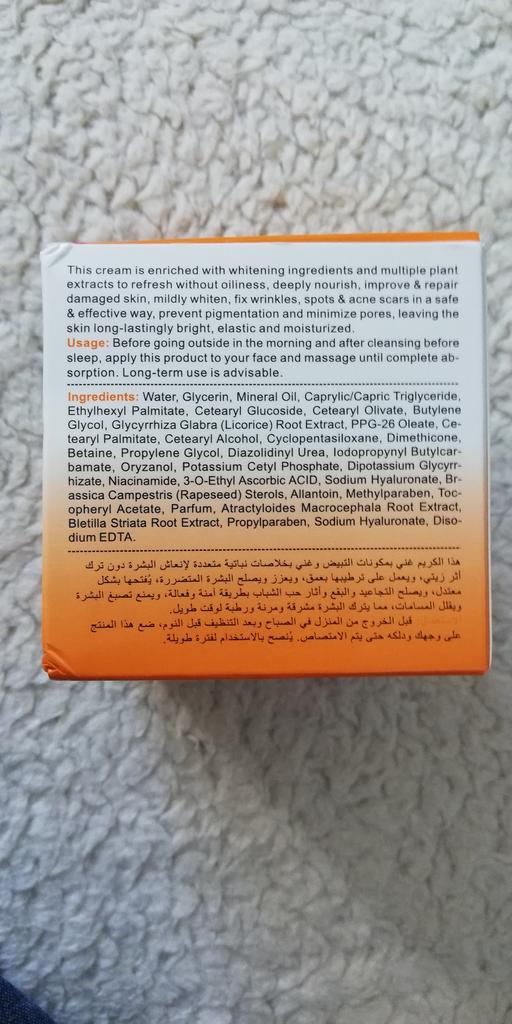 This cream is enriched with whitening ingredients and multiple plant
extracts to refresh without oiliness, deeply nourish, improve & repair
damaged skin, mildly whiten, fix wrinkles, spots & acne scars in a safe
& effective way, prevent pigmentation and minimize pores, leaving the
skin long-lastingly bright, elastic and moisturized.
Usage: Before going outside in the morning and after cleansing before
sleep, apply this product to your face and massage until complete ab-
sorption. Long-term use is advisable.
Ingredients: Water, Glycerin, Mineral Oil, Caprylic/Capric Triglyceride,
Ethylhexyl Palmitate, Cetearyl Glucoside, Cetearyl Olivate, Butylene
Glycol, Glycyrrhiza Glabra (Licorice) Root Extract, PPG-26 Oleate, Ce-
tearyl Palmitate, Cetearyl Alcohol, Cyclopentasiloxane, Dimethicone,
Betaine, Propylene Glycol, Diazolidinyl Urea, Iodopropynyl Butylcar-
bamate, Oryzanol, Potassium Cetyl Phosphate, Dipotassium Glycyrr-
hizate, Niacinamide, 3-O-Ethyl Ascorbic ACID, Sodium Hyaluronate, Br-
assica Campestris (Rapeseed) Sterols, Allantoin, Methylparaben, Toc-
opheryl Acetate, Parfum, Atractyloides Macrocephala Root Extract,
Bletilla Striata Root Extract, Propylparaben, Sodium Hyaluronate, Diso-
dium EDTA.
هذا الكريم غني بمكونات التبيض وغني بخلاصات نباتية متعددة لإنعاش البشرة دون ترك
أثر زيتي، ويعمل على ترطيبها بعمق، ويعزز ويصلح البشرة المتضررة، يُفتحها بشكل
معتدل، ويصلح التجاعيد والبقع وآثار حب الشباب بطريقة آمنة وفعالة، ويمنع تصبغ البشرة
ويقلل المسامات، مما يترك البشرة مشرقة ومرنة ورطبة لوقت طويل.
الاستعمال: قبل الخروج من المنزل في الصباح وبعد التنظيف قبل النوم، ضع هذا المنتج
على وجهك ودلكه حتى يتم الامتصاص. يُنصح بالاستخدام لفترة طويلة.